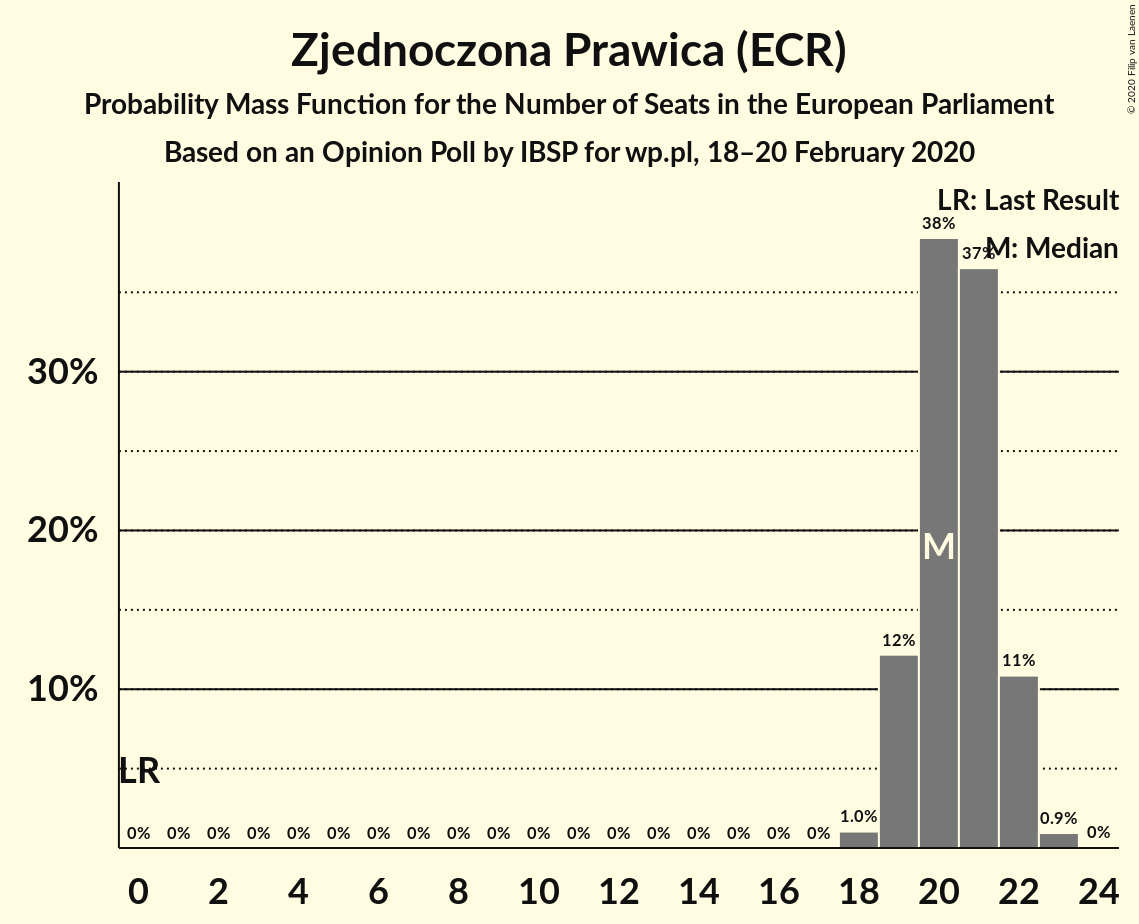 Zjednoczona Prawica (ECR)
Probability Mass Function for the Number of Seats in the European Parliament
Based on an Opinion Poll by IBSP for wp.pl, 18–20 February 2020
© 2020 Filip van Laenen
LR: Last Result
M: Median
38%
37%
30%
20%
M
12%
11%
10%
LR
1.0%
0.9%
0% 0% 0% 0% 0% 0% 0% 0% 0% 0% 0% 0% 0% 0% 0% 0% 0% 0% 0%
0 2 4 6 8 10 12 14 16 18 20 22 24